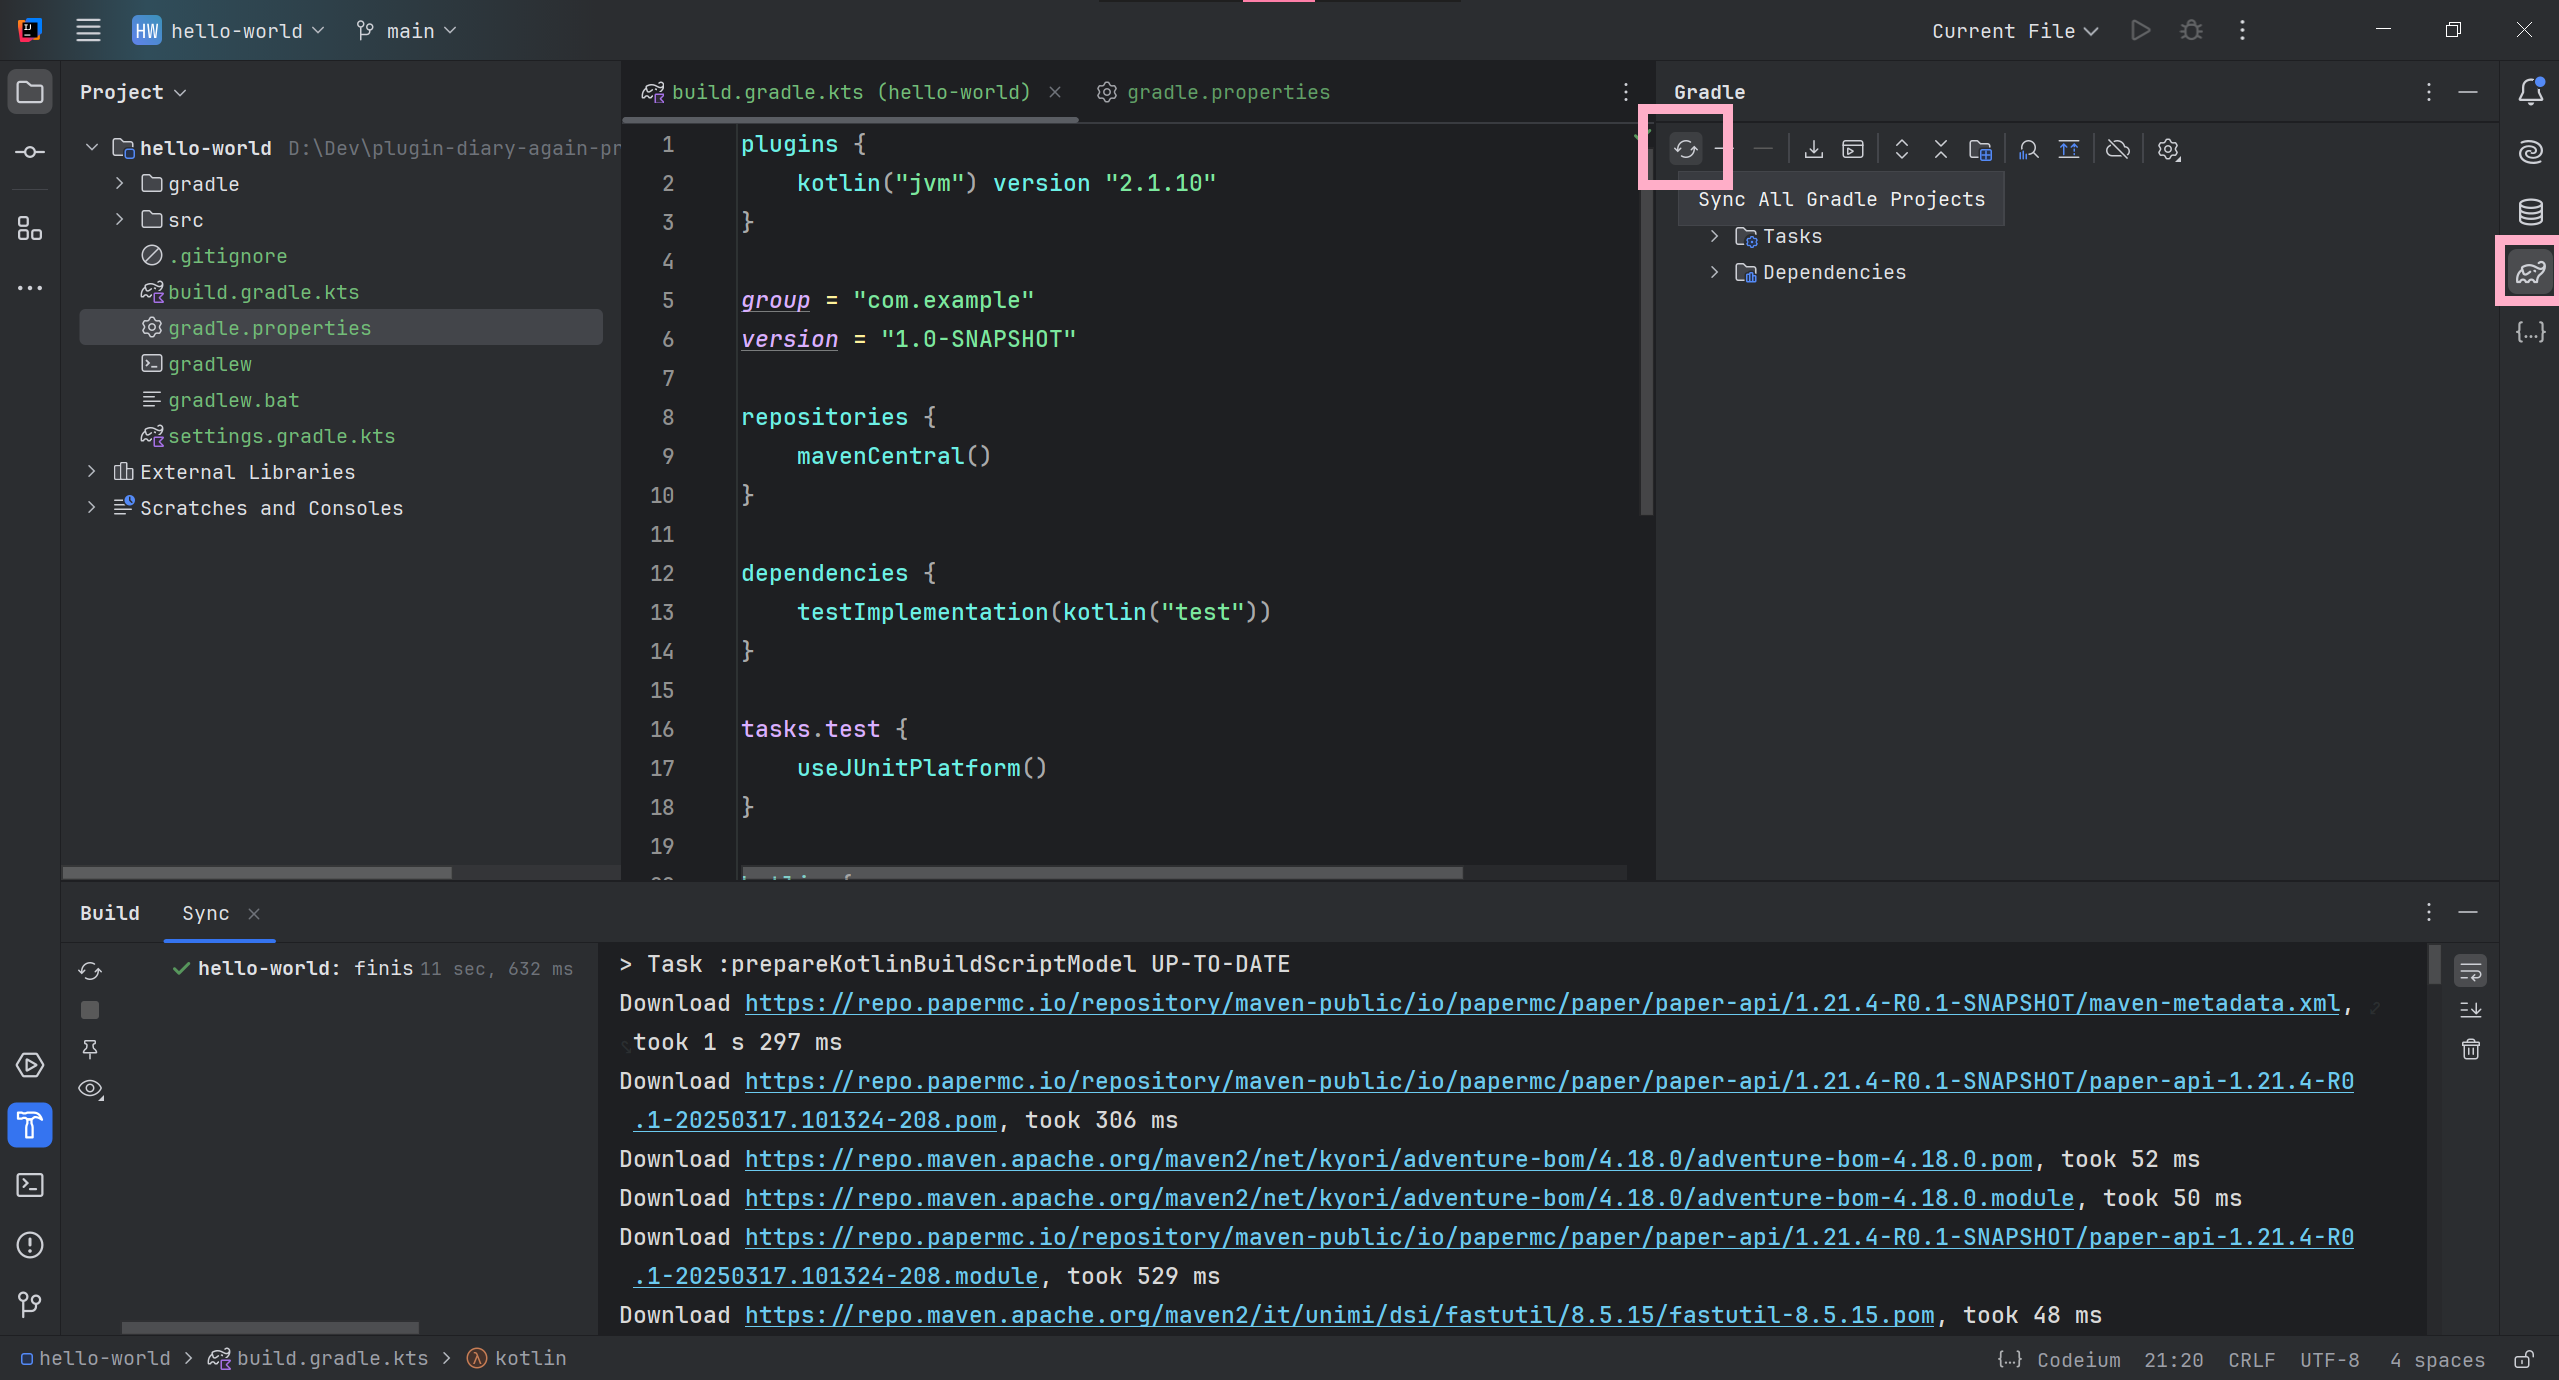 HW hello-world main Current File
Project
build.gradle.kts (hello-world) gradle.properties
Gradle
hello-world D:\Dev\plugin-diary-again-pr
gradle
src
.gitignore
build.gradle.kts
gradle.properties
gradlew
gradlew.bat
settings.gradle.kts
External Libraries
Scratches and Consoles
1 plugins {
2 kotlin("jvm") version "2.1.10"
3 }
4
5 group = "com.example"
6 version = "1.0-SNAPSHOT"
7
8 repositories {
9 mavenCentral()
10 }
11
12 dependencies {
13 testImplementation(kotlin("test"))
14 }
15
16 tasks.test {
17 useJUnitPlatform()
18 }
19
Sync All Gradle Projects
Tasks
Dependencies
Build Sync
hello-world: finis 11 sec, 632 ms
> Task :prepareKotlinBuildScriptModel UP-TO-DATE
Download https://repo.papermc.io/repository/maven-public/io/papermc/paper/paper-api/1.21.4-R0.1-SNAPSHOT/maven-metadata.xml,
took 1 s 297 ms
Download https://repo.papermc.io/repository/maven-public/io/papermc/paper/paper-api/1.21.4-R0.1-SNAPSHOT/paper-api-1.21.4-R0
.1-20250317.101324-208.pom, took 306 ms
Download https://repo.maven.apache.org/maven2/net/kyori/adventure-bom/4.18.0/adventure-bom-4.18.0.pom, took 52 ms
Download https://repo.maven.apache.org/maven2/net/kyori/adventure-bom/4.18.0/adventure-bom-4.18.0.module, took 50 ms
Download https://repo.papermc.io/repository/maven-public/io/papermc/paper/paper-api/1.21.4-R0.1-SNAPSHOT/paper-api-1.21.4-R0
.1-20250317.101324-208.module, took 529 ms
Download https://repo.maven.apache.org/maven2/it/unimi/dsi/fastutil/8.5.15/fastutil-8.5.15.pom, took 48 ms
hello-world > build.gradle.kts > kotlin
{...} Codeium 21:20 CRLF UTF-8 4 spaces